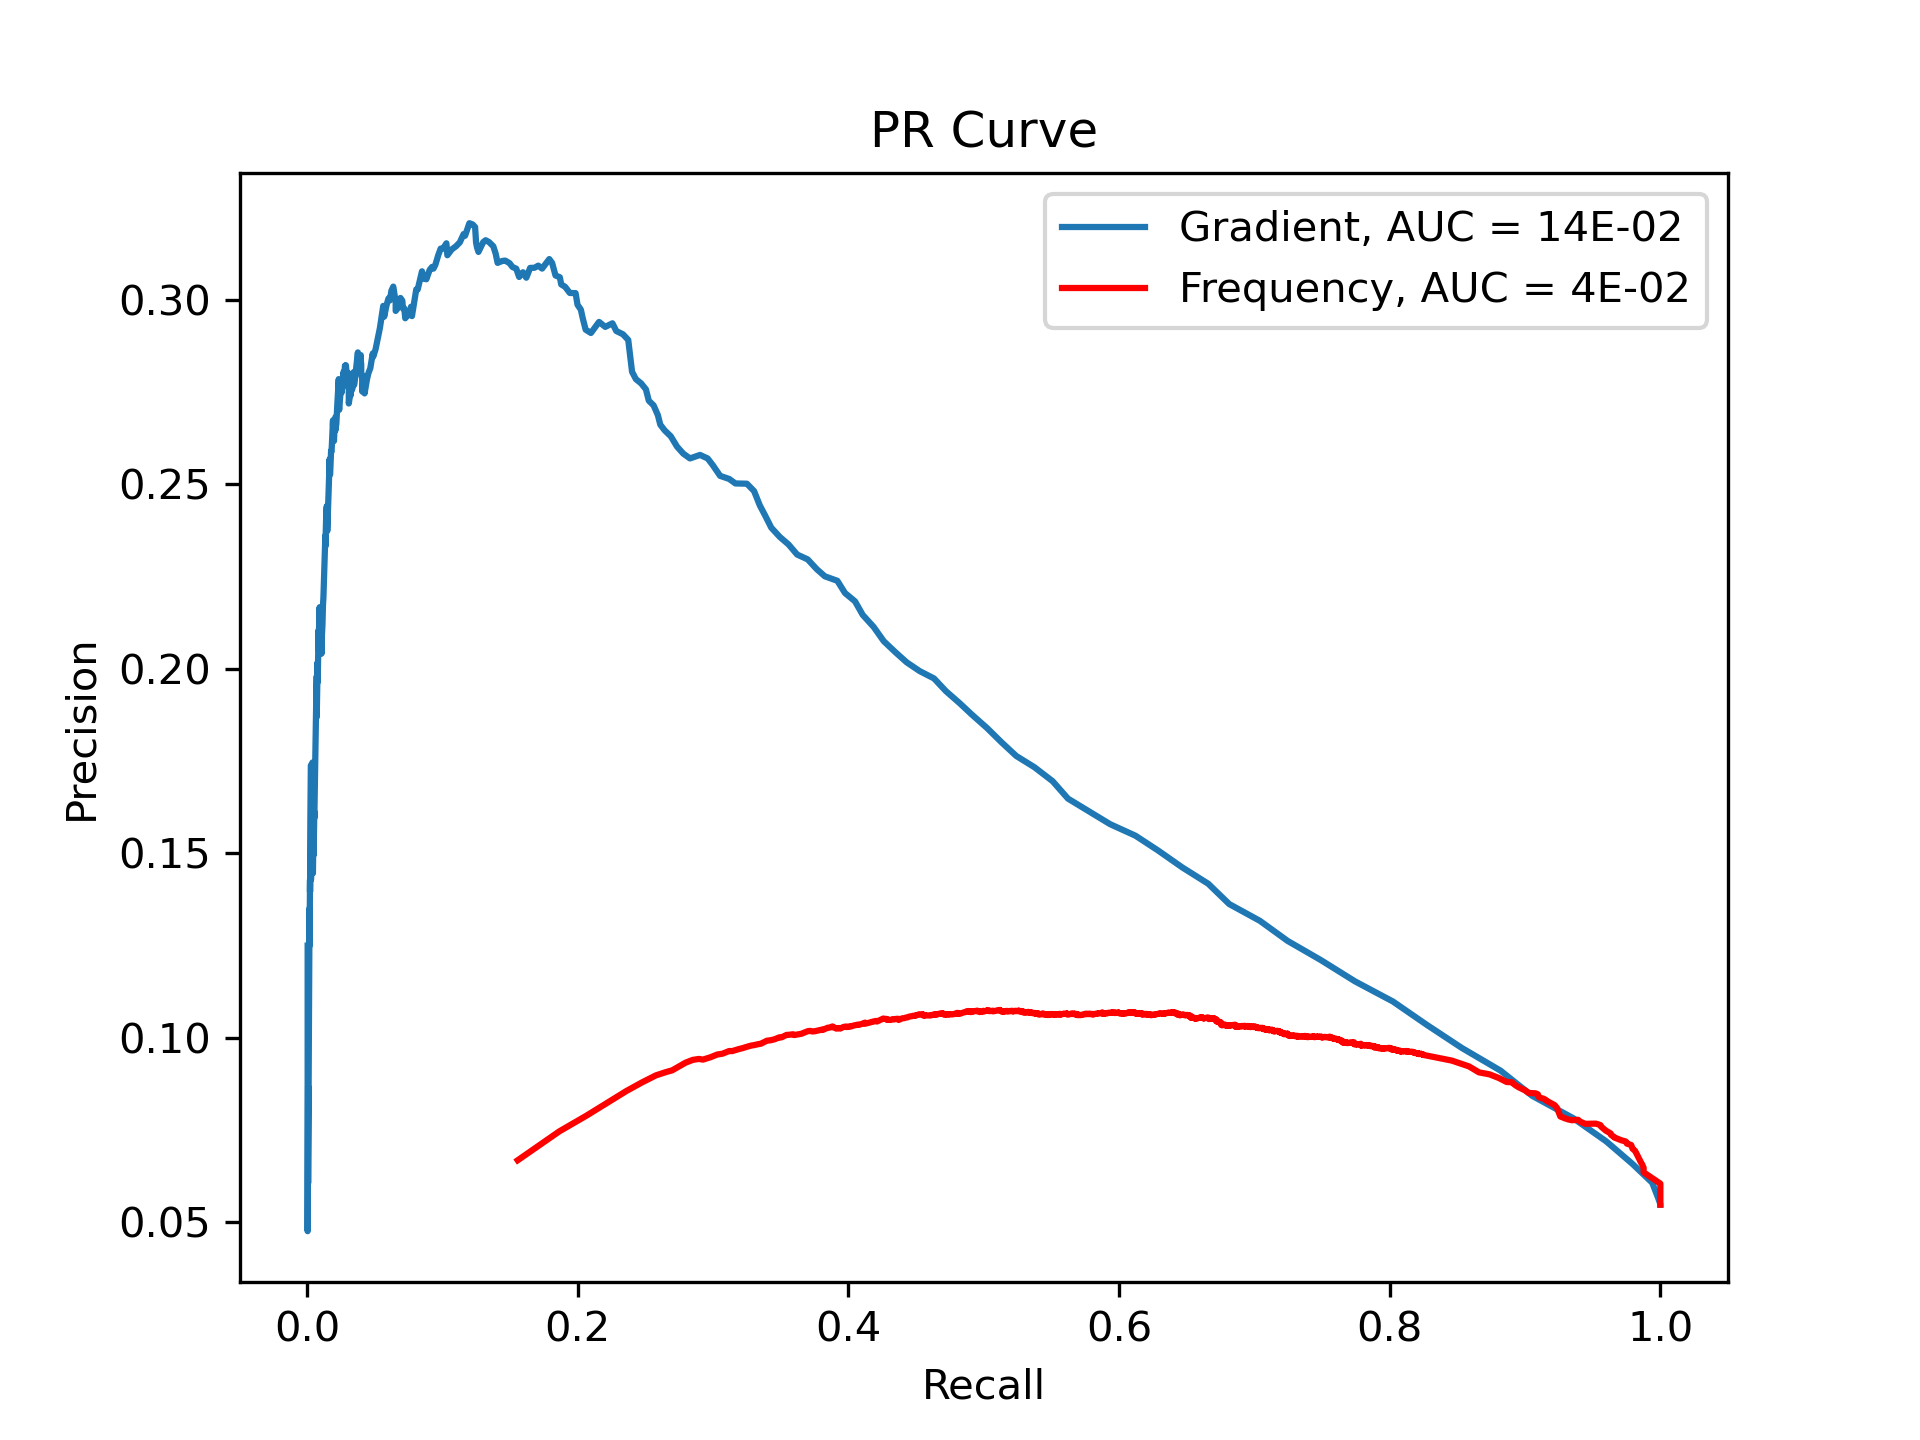 PR Curve
Gradient, AUC = 14E-02
Frequency, AUC = 4E-02
Precision
0.30
0.25
0.20
0.15
0.10
0.05
0.0 0.2 0.4 0.6 0.8 1.0
Recall